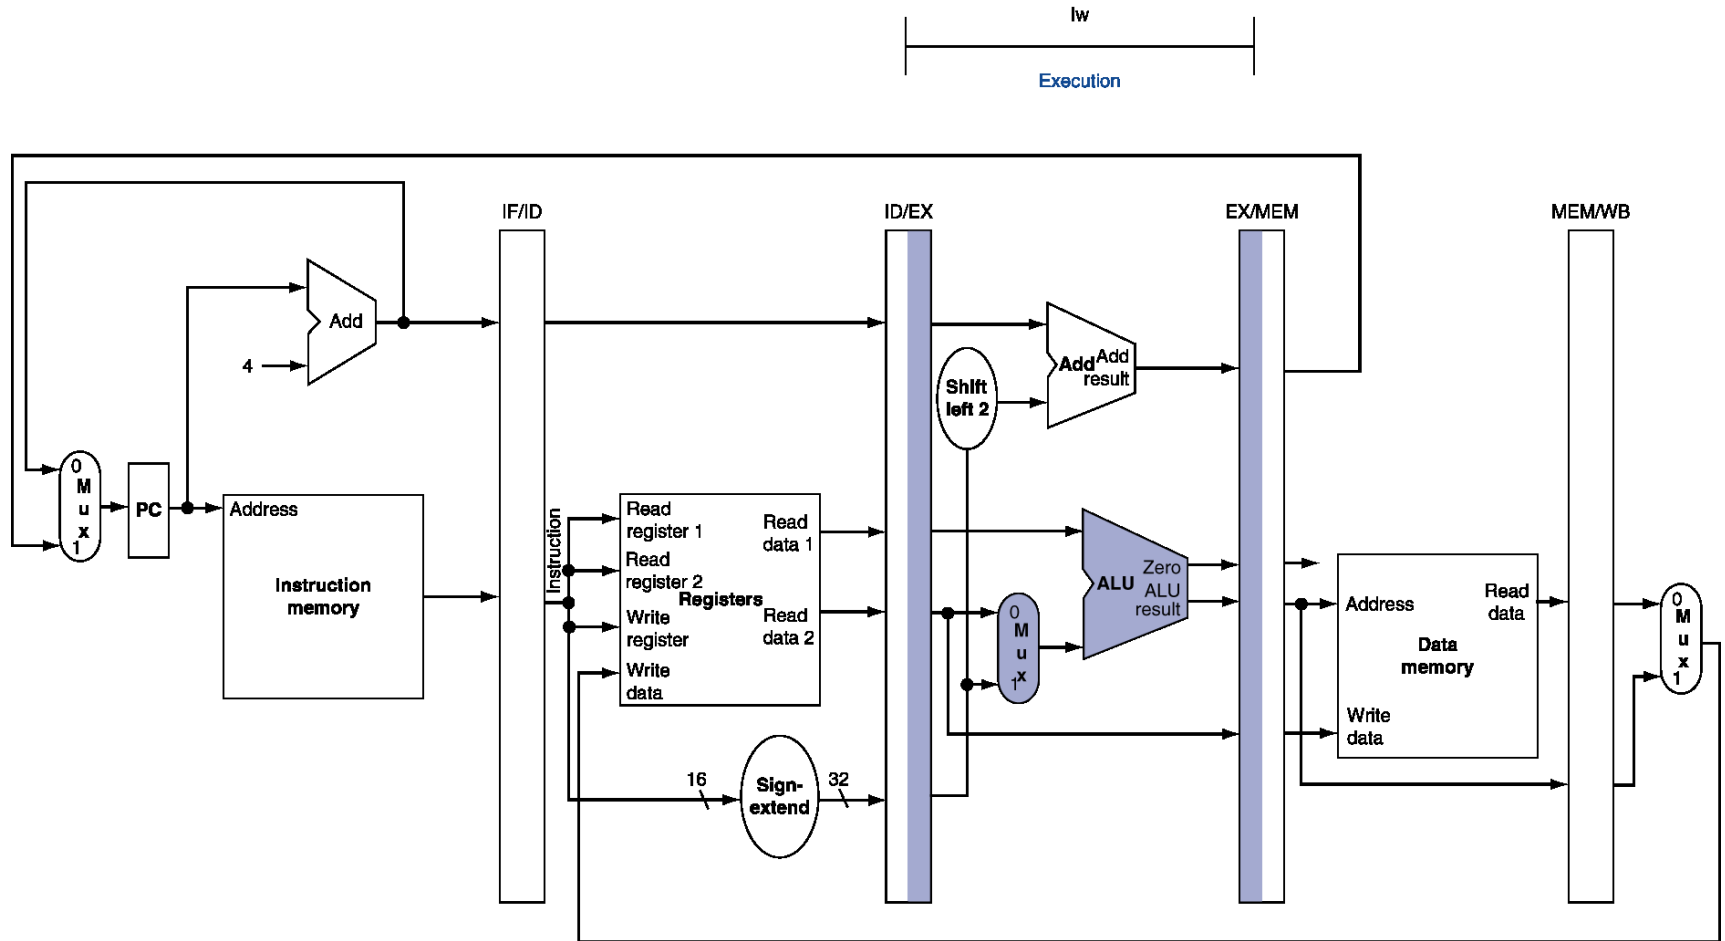 lw
Execution
IF/ID
ID/EX
EX/MEM
MEM/WB
Add
4
Add
Add
result
Shift
left 2
0
M
u
x
1
PC
Address
Instruction
memory
Instruction
Read
register 1
Read
register 2
Registers
Write
register
Write
data
Read
data 1
Read
data 2
16
Sign-
extend
32
0
M
u
x
1
Zero
ALU
ALU
result
Address
Read
data
Data
memory
Write
data
0
M
u
x
1